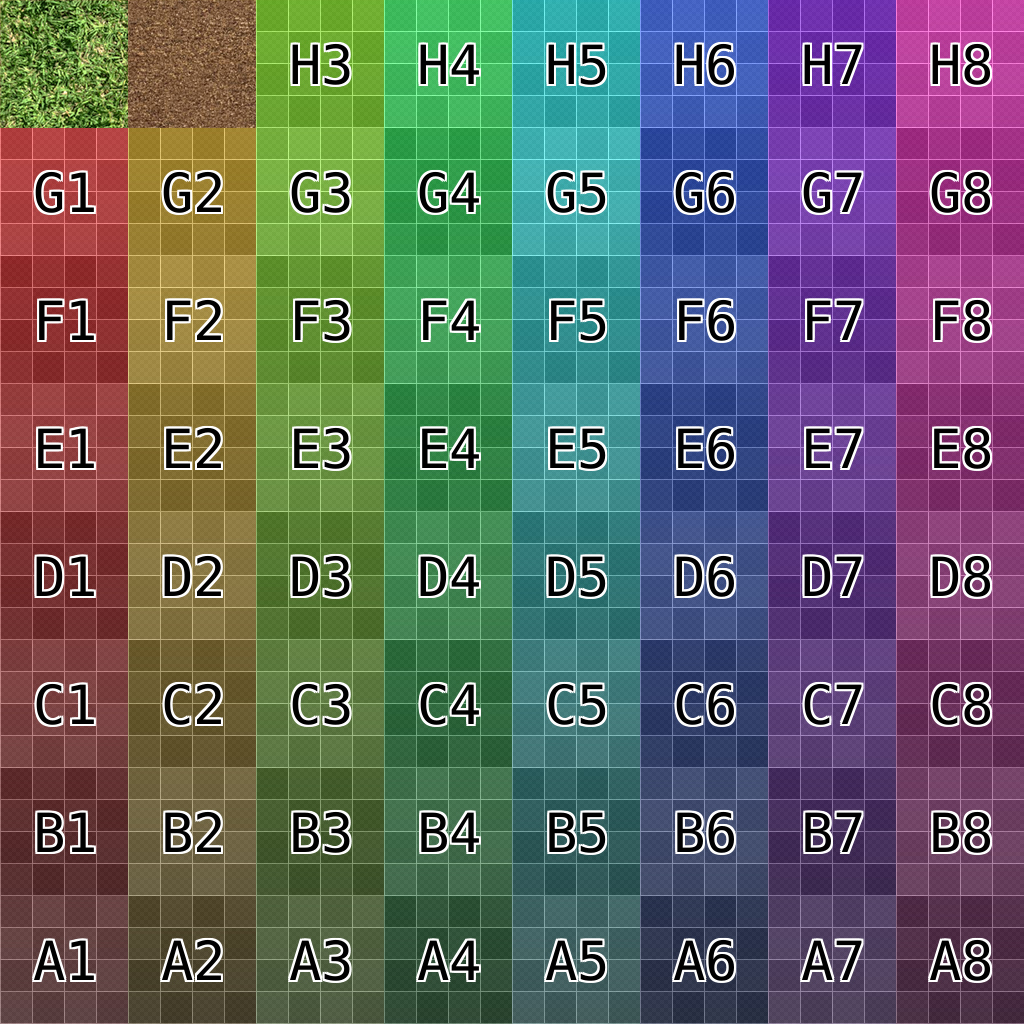 H3 H4 H5 H6 H7 H8
G1 G2 G3 G4 G5 G6 G7 G8
F1 F2 F3 F4 F5 F6 F7 F8
E1 E2 E3 E4 E5 E6 E7 E8
D1 D2 D3 D4 D5 D6 D7 D8
C1 C2 C3 C4 C5 C6 C7 C8
B1 B2 B3 B4 B5 B6 B7 B8
A1 A2 A3 A4 A5 A6 A7 A8